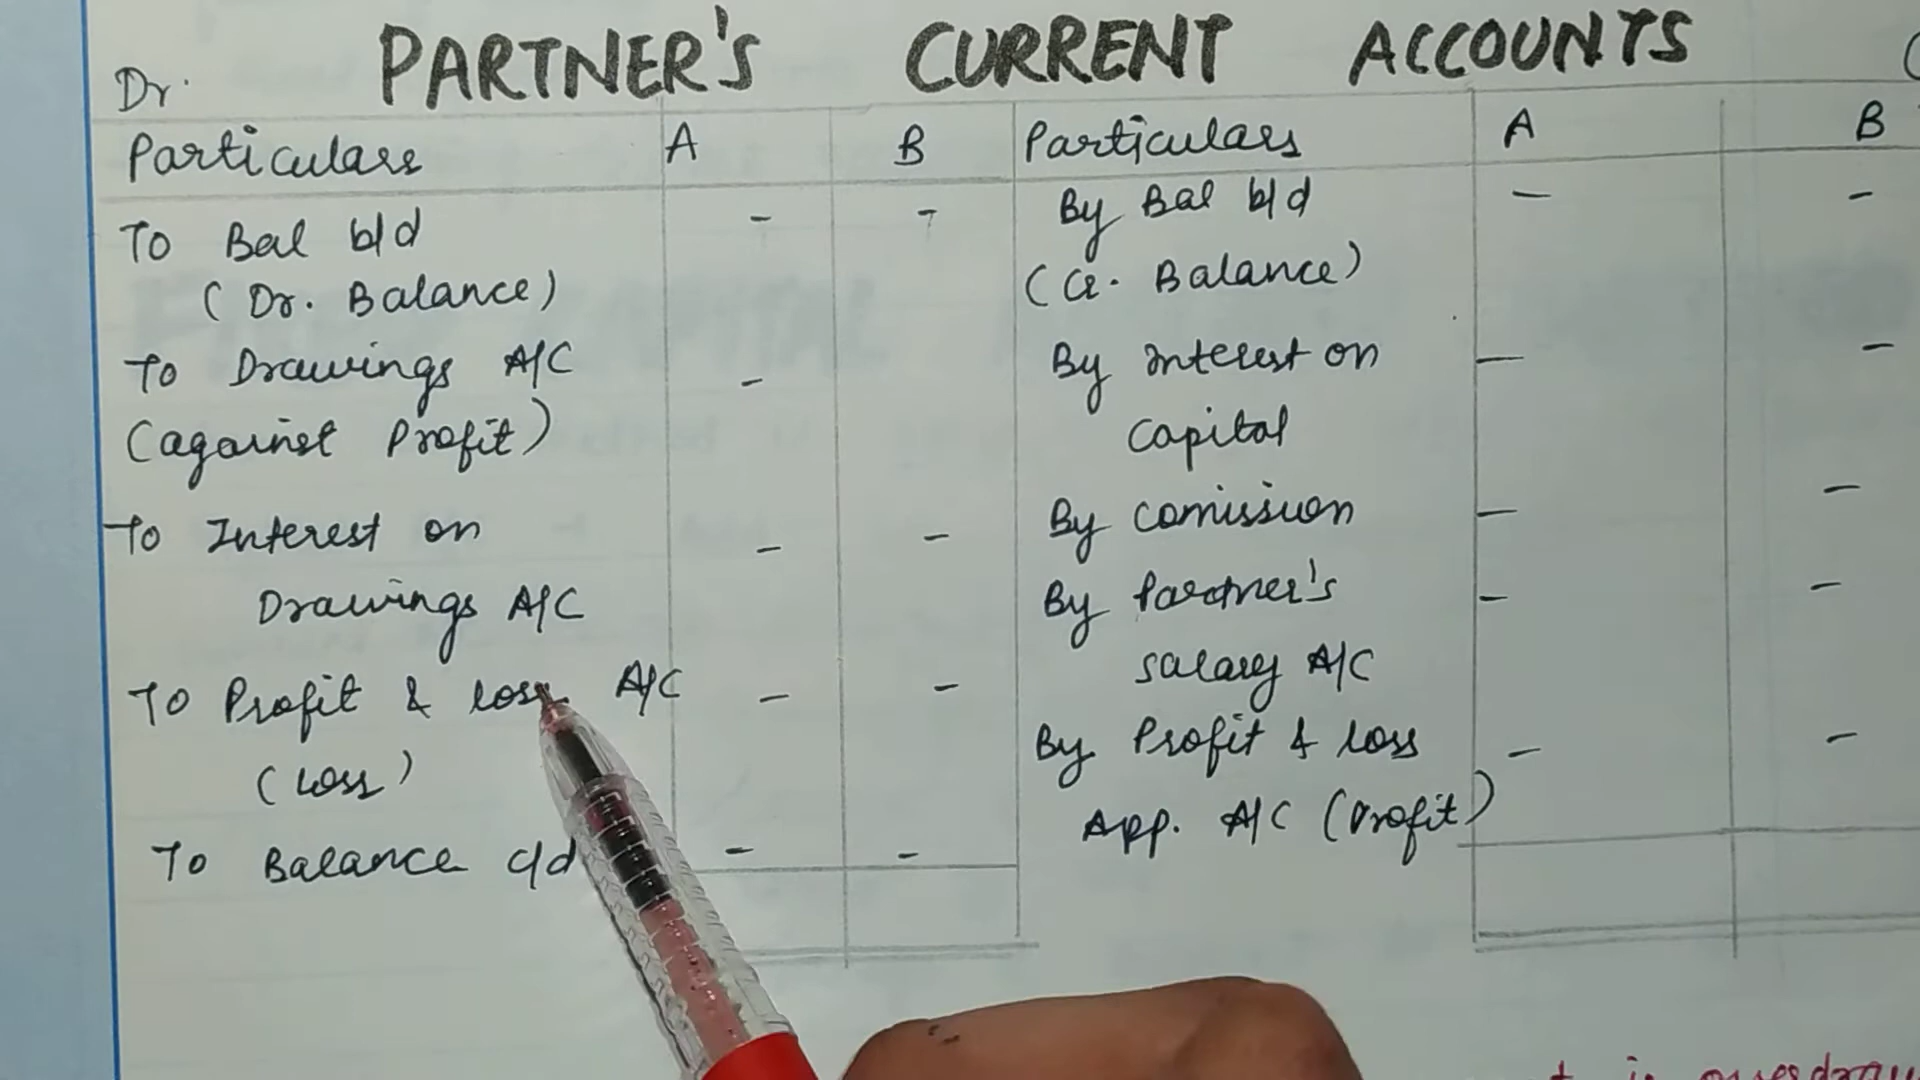 PARTNER'S CURRENT ACCOUNTS
Dr.
Particulars A B Particulars A B
To Bal b/d - - By Bal b/d - -
(Dr. Balance) (Cr. Balance)
To Drawings A/C - By Interest on - -
(against Profit) Capital
To Interest on - - By Comission - -
Drawings A/C By Partner's - -
Salary A/C
To Profit & loss A/C - - By Profit & loss - -
(Loss) App. A/C (Profit)
To Balance c/d - -